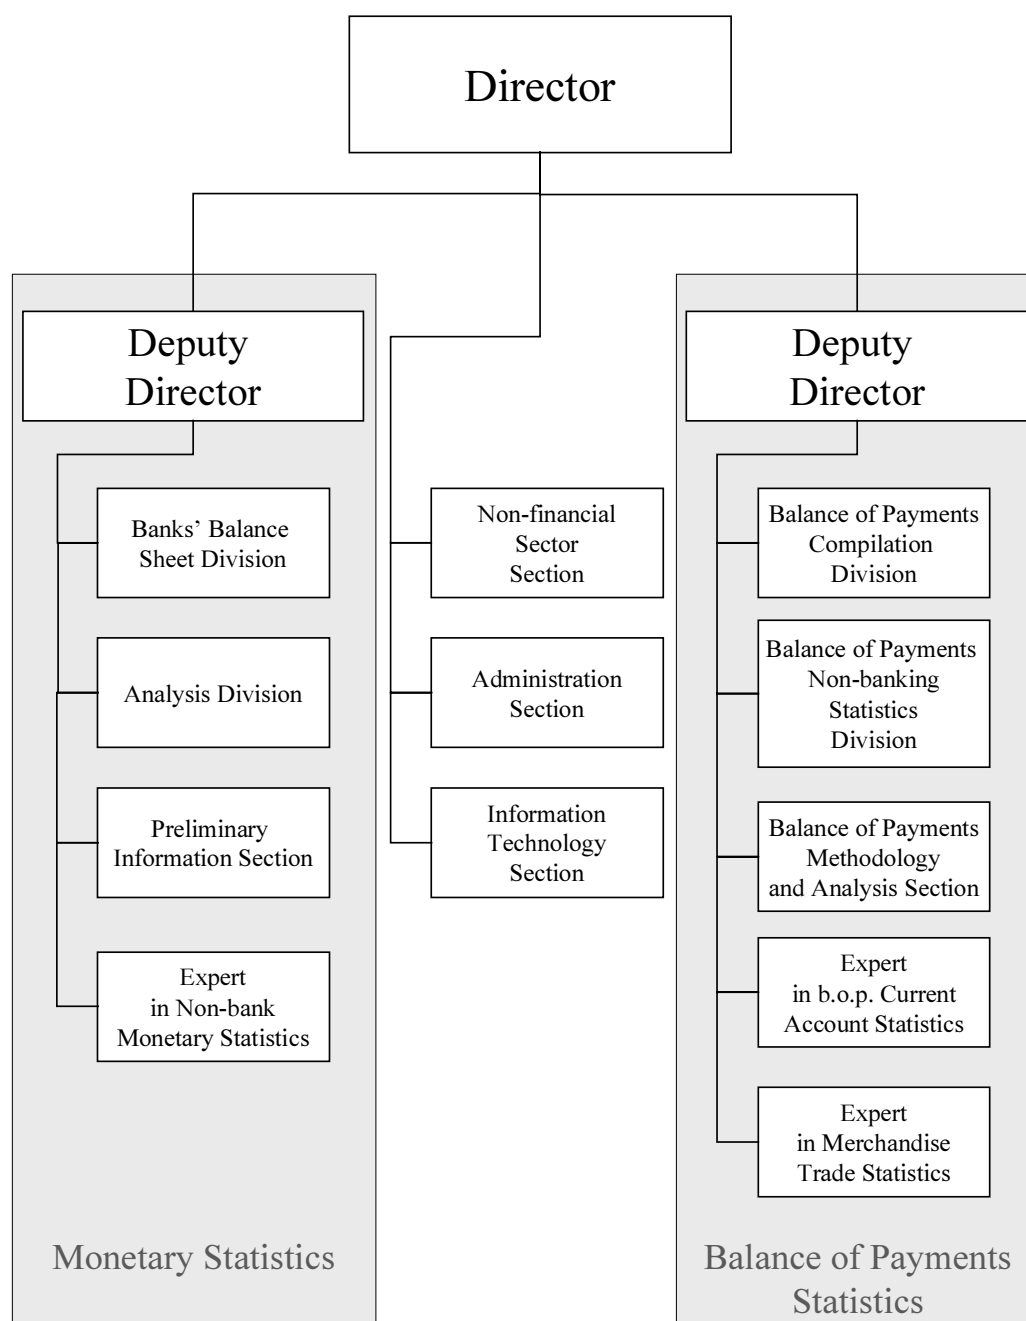 Director
Deputy
Director
Banks’ Balance
Sheet Division
Analysis Division
Preliminary
Information Section
Expert
in Non-bank
Monetary Statistics
Monetary Statistics
Non-financial
Sector
Section
Administration
Section
Information
Technology
Section
Deputy
Director
Balance of Payments
Compilation
Division
Balance of Payments
Non-banking
Statistics
Division
Balance of Payments
Methodology
and Analysis Section
Expert
in b.o.p. Current
Account Statistics
Expert
in Merchandise
Trade Statistics
Balance of Payments
Statistics